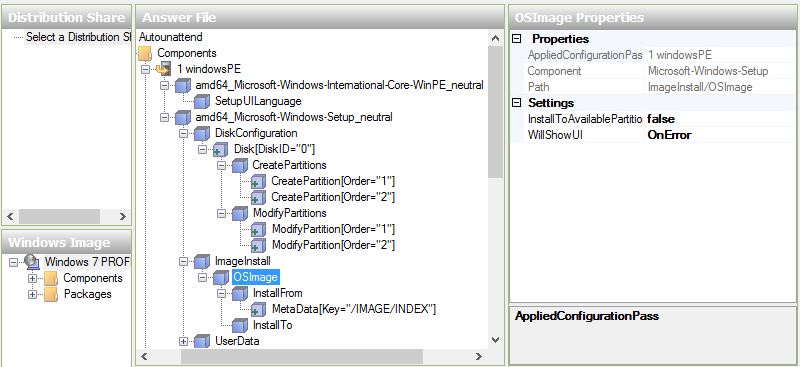 Distribution Share
Select a Distribution Sh
Windows Image
Windows 7 PROF
Components
Packages
Answer File
Autounattend
Components
1 windowsPE
amd64_Microsoft-Windows-International-Core-WinPE_neutral
SetupUILanguage
amd64_Microsoft-Windows-Setup_neutral
DiskConfiguration
Disk[DiskID="0"]
CreatePartitions
CreatePartition[Order="1"]
CreatePartition[Order="2"]
ModifyPartitions
ModifyPartition[Order="1"]
ModifyPartition[Order="2"]
ImageInstall
OSImage
InstallFrom
MetaData[Key="/IMAGE/INDEX"]
InstallTo
UserData
OSImage Properties
Properties
AppliedConfigurationPas 1 windowsPE
Component Microsoft-Windows-Setup
Path ImageInstall/OSImage
Settings
InstallToAvailablePartitio false
WillShowUI OnError
AppliedConfigurationPass